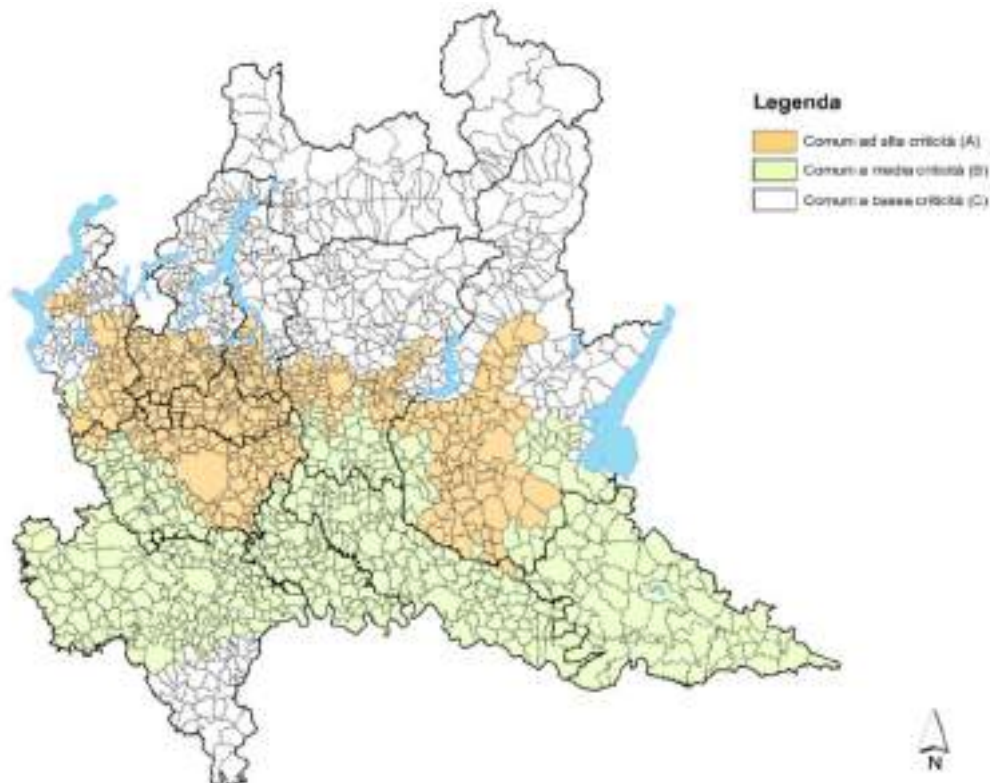 Legenda
Comuni ad alta criticità (A)
Comuni a media criticità (B)
Comuni a bassa criticità (C)
N